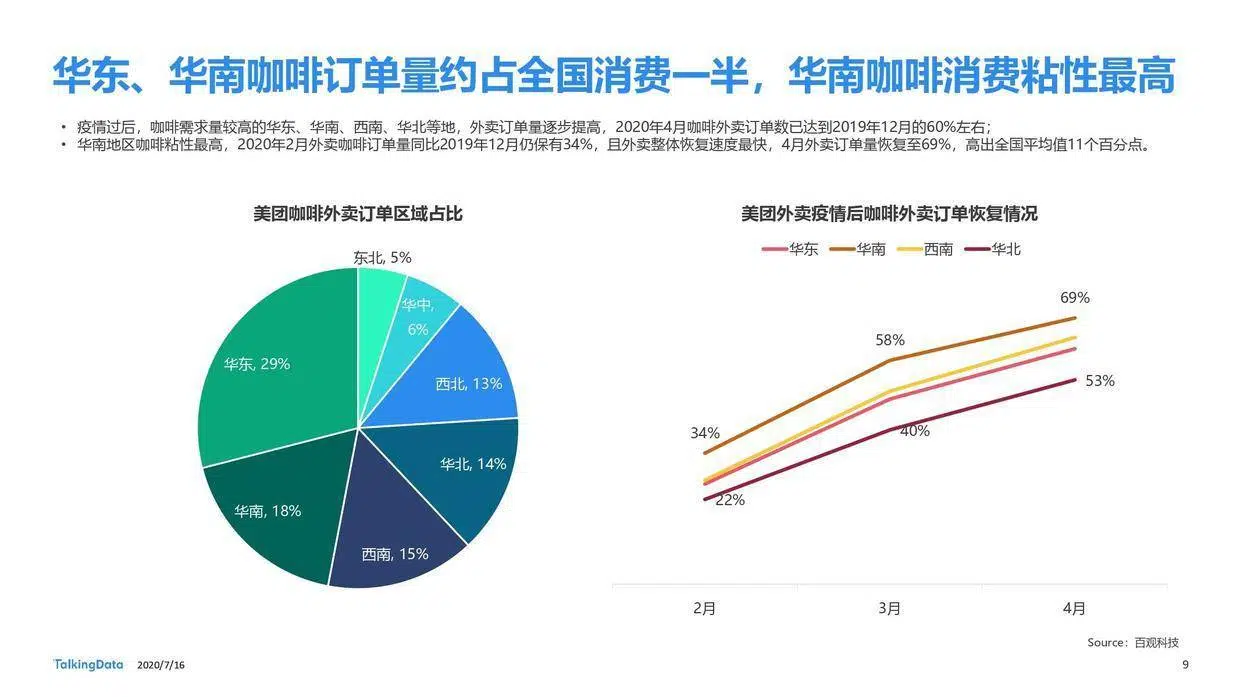 华东、华南咖啡订单量约占全国消费一半，华南咖啡消费粘性最高
• 疫情过后，咖啡需求量较高的华东、华南、西南、华北等地，外卖订单量逐步提高，2020年4月咖啡外卖订单数已达到2019年12月的60%左右；
• 华南地区咖啡粘性最高，2020年2月外卖咖啡订单量同比2019年12月仍保有34%，且外卖整体恢复速度最快，4月外卖订单量恢复至69%，高出全国平均值11个百分点。
美团咖啡外卖订单区域占比
东北, 5%
华中,
6%
西北, 13%
华北, 14%
西南, 15%
华南, 18%
华东, 29%
美团外卖疫情后咖啡外卖订单恢复情况
华东 华南 西南 华北
69%
58%
53%
34%
40%
22%
2月 3月 4月
Source：百观科技
TalkingData 2020/7/16
9